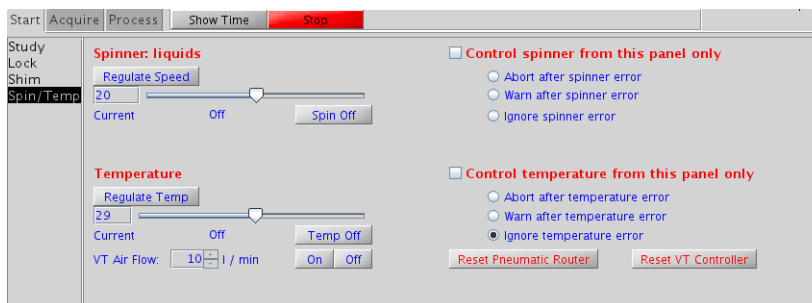 Start Acquire Process Show Time Stop
Study
Lock
Shim
Spin/Temp
Spinner: liquids
Regulate Speed
20
Current Off Spin Off
Control spinner from this panel only
Abort after spinner error
Warn after spinner error
Ignore spinner error
Temperature
Regulate Temp
29
Current Off Temp Off
VT Air Flow: 10 l / min On Off
Control temperature from this panel only
Abort after temperature error
Warn after temperature error
Ignore temperature error
Reset Pneumatic Router Reset VT Controller